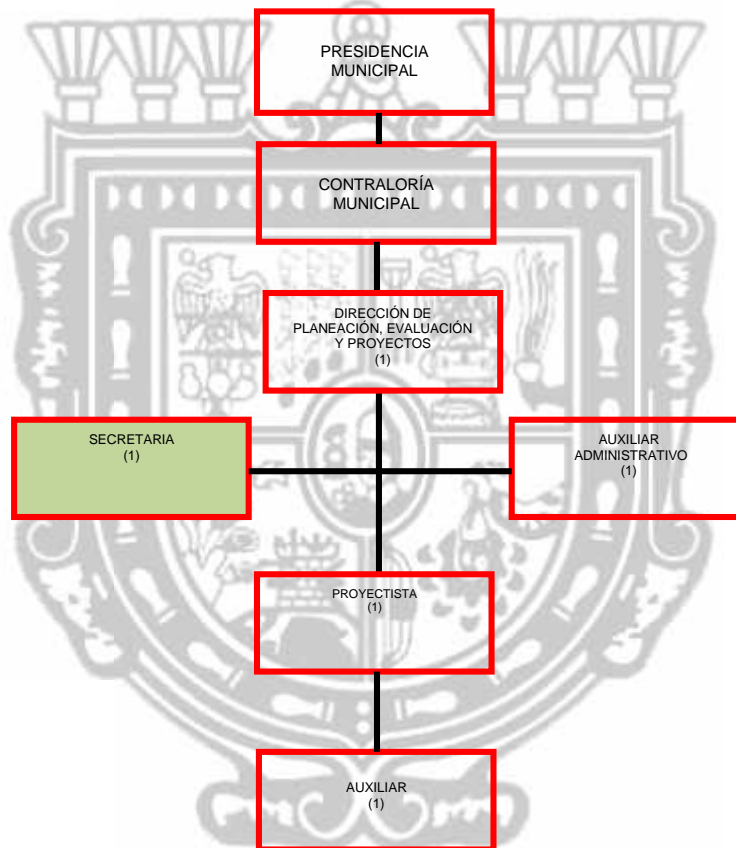 PRESIDENCIA
MUNICIPAL
CONTRALORÍA
MUNICIPAL
DIRECCIÓN DE
PLANEACIÓN, EVALUACIÓN
Y PROYECTOS
(1)
SECRETARIA
(1)
AUXILIAR
ADMINISTRATIVO
(1)
PROYECTISTA
(1)
AUXILIAR
(1)